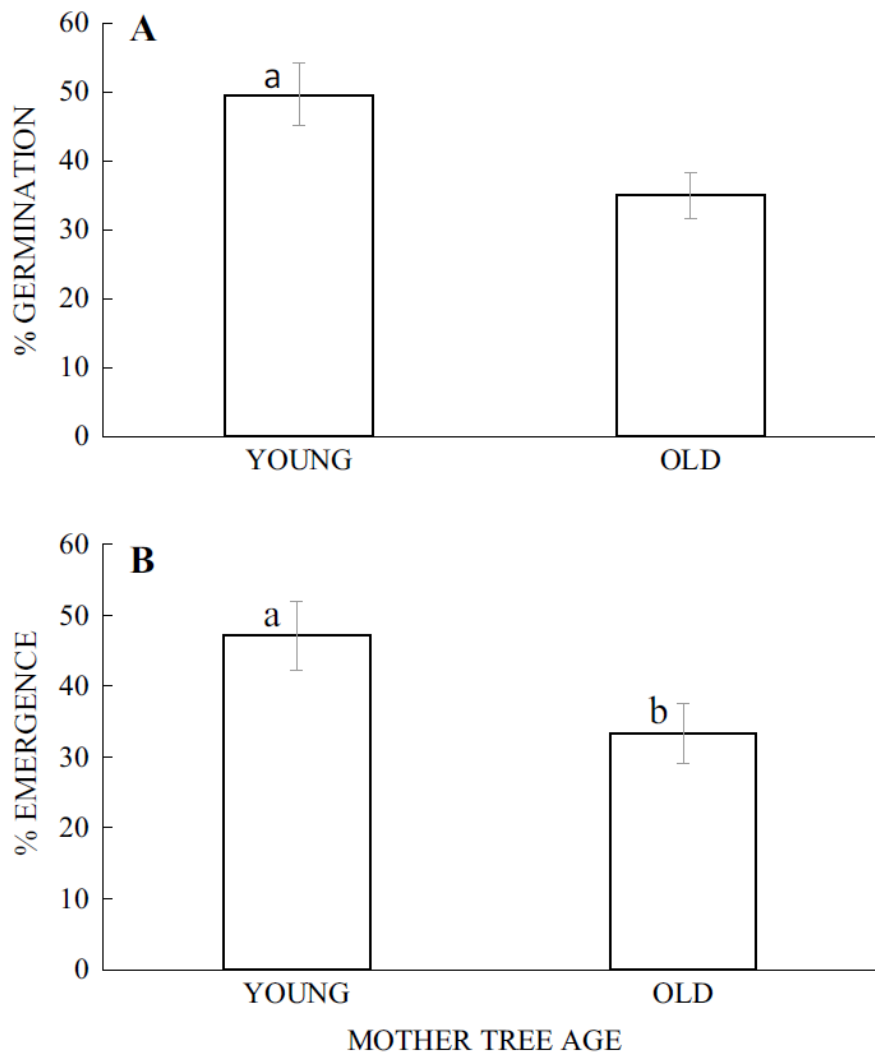 A
60
50
40
30
20
10
0
% GERMINATION
a
YOUNG
OLD
B
60
50
40
30
20
10
0
% EMERGENCE
a
b
YOUNG
OLD
MOTHER TREE AGE